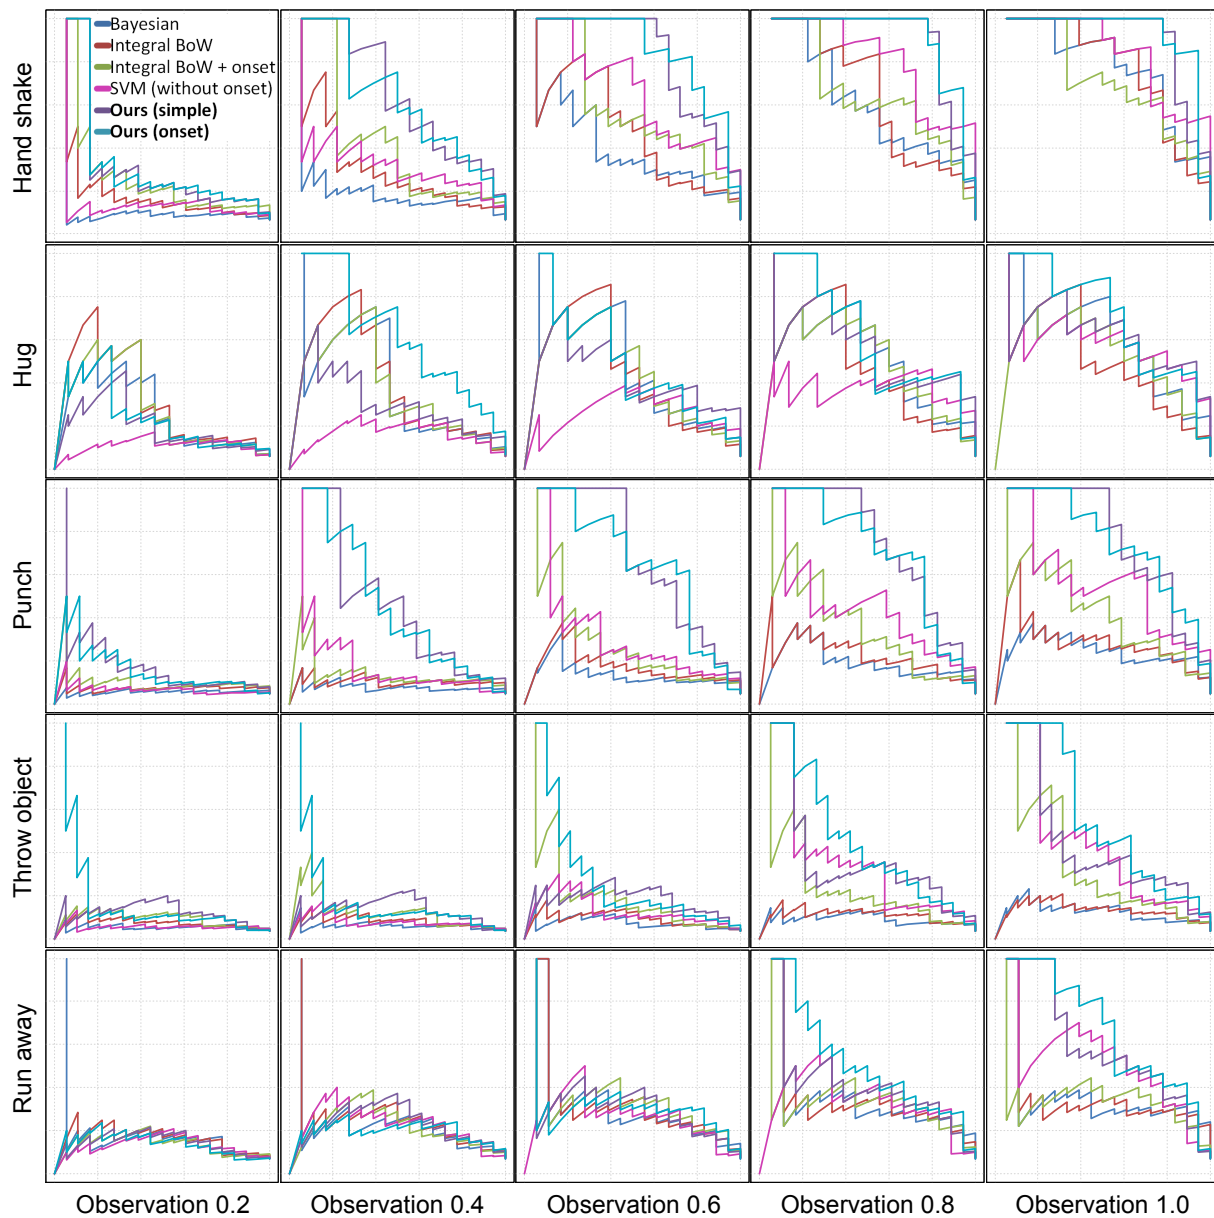 Bayesian
Integral BoW
Integral BoW + onset
SVM (without onset)
Ours (simple)
Ours (onset)
Hand shake
Hug
Punch
Throw object
Run away
Observation 0.2
Observation 0.4
Observation 0.6
Observation 0.8
Observation 1.0